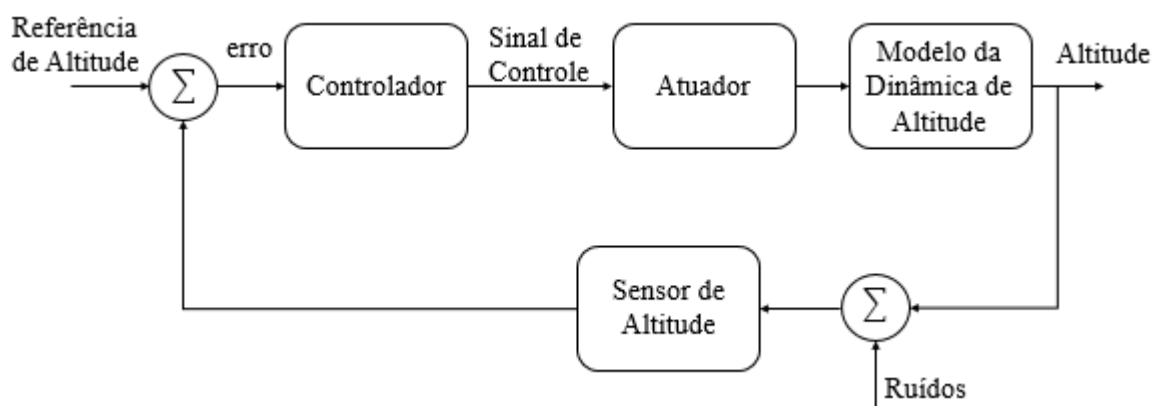 Referência
de Altitude
∑
erro
Controlador
Sinal de
Controle
Atuador
Modelo da
Dinâmica de
Altitude
Altitude
Sensor de
Altitude
∑
Ruídos